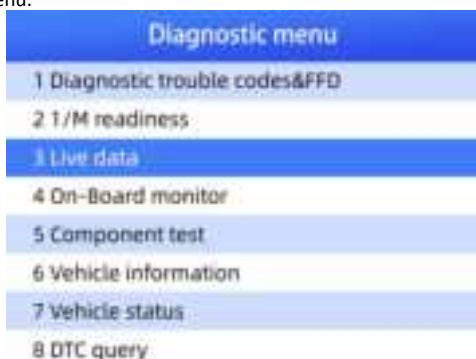 Diagnostic menu
1 Diagnostic trouble codes&FFD
2 1/M readiness
3 Live data
4 On-Board monitor
5 Component test
6 Vehicle information
7 Vehicle status
8 DTC query